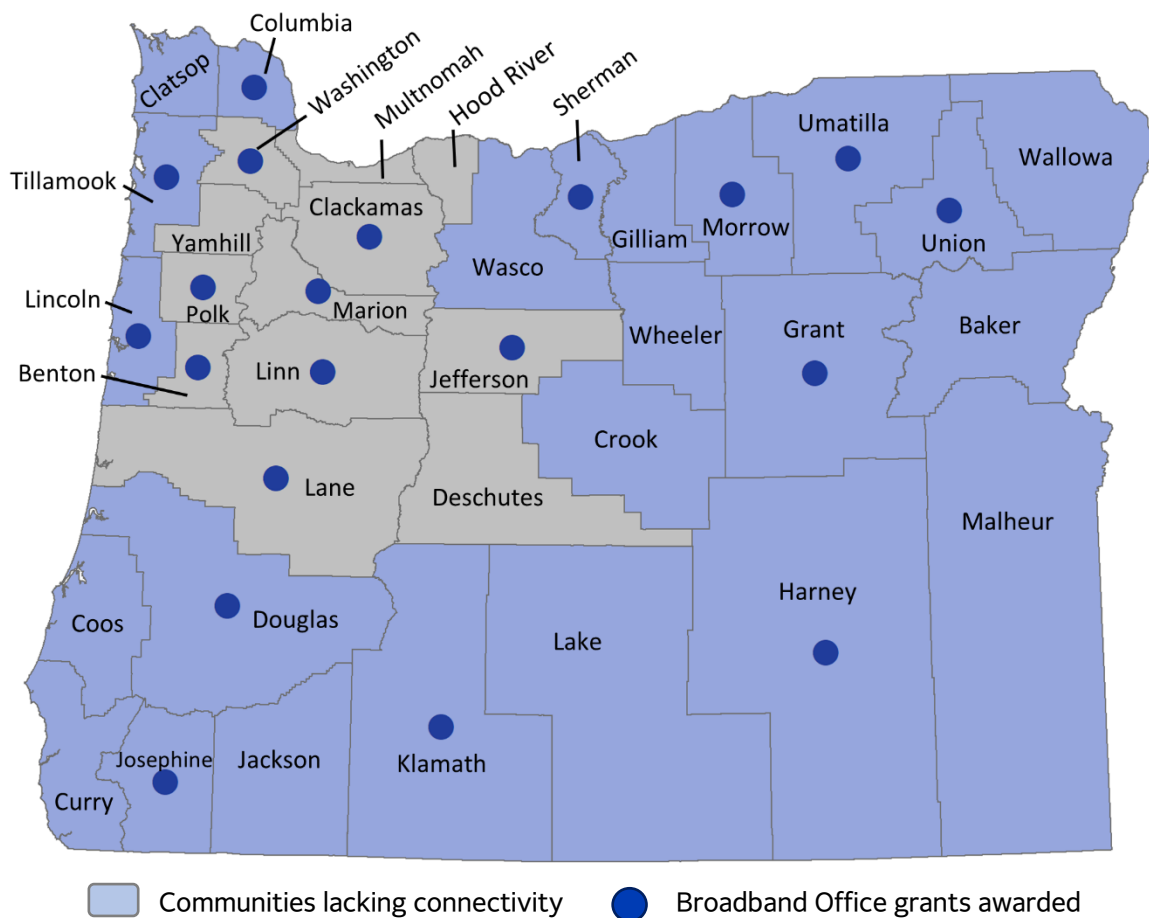 Columbia
Clatsop
Washington
Multnomah
Hood River
Sherman
Umatilla
Wallowa
Tillamook
Clackamas
Yamhill
Gilliam
Morrow
Union
Wasco
Lincoln
Polk
Marion
Wheeler
Grant
Baker
Benton
Linn
Jefferson
Crook
Lane
Deschutes
Malheur
Harney
Coos
Douglas
Lake
Josephine
Jackson
Klamath
Curry
Communities lacking connectivity
Broadband Office grants awarded